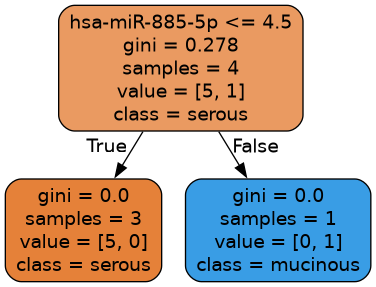 hsa-miR-885-5p <= 4.5
gini = 0.278
samples = 4
value = [5, 1]
class = serous
True
False
gini = 0.0
samples = 3
value = [5, 0]
class = serous
gini = 0.0
samples = 1
value = [0, 1]
class = mucinous